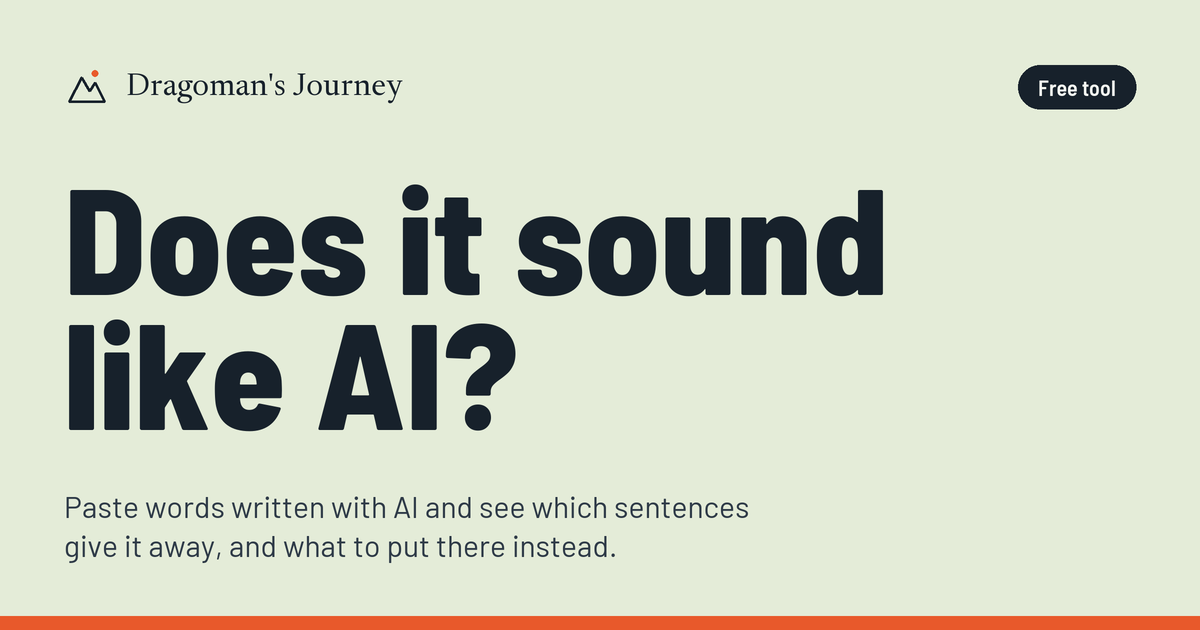 Dragoman's Journey
Free tool
Does it sound
like AI?
Paste words written with AI and see which sentences
give it away, and what to put there instead.